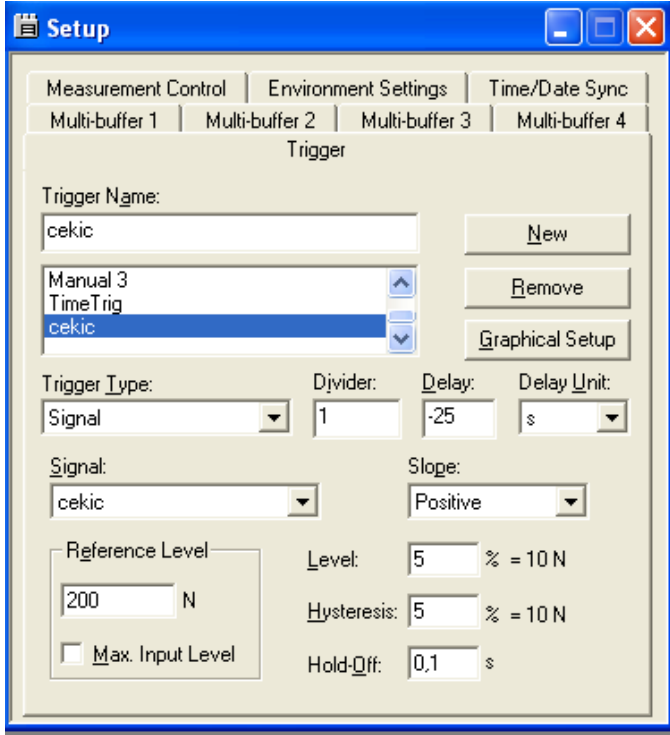 Setup
Measurement Control Environment Settings Time/Date Sync
Multi-buffer 1 Multi-buffer 2 Multi-buffer 3 Multi-buffer 4
Trigger
Trigger Name:
cekic
New
Manual 3
TimeTrig
cekic
Remove
Graphical Setup
Trigger Type: Divider: Delay: Delay Unit:
Signal 1 -25 s
Signal: Slope:
cekic Positive
Reference Level
200 N
Max. Input Level
Level: 5 % = 10 N
Hysteresis: 5 % = 10 N
Hold-Off: 0,1 s